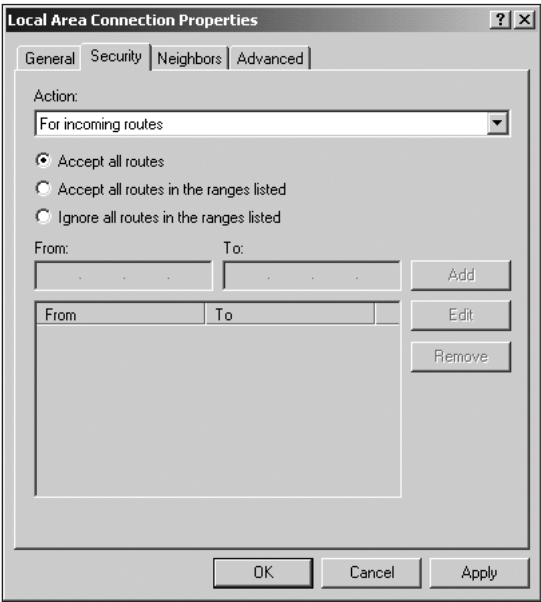 Local Area Connection Properties
General Security Neighbors Advanced
Action:
For incoming routes
Accept all routes
Accept all routes in the ranges listed
Ignore all routes in the ranges listed
From: To:
Add
From To
Edit
Remove
OK Cancel Apply